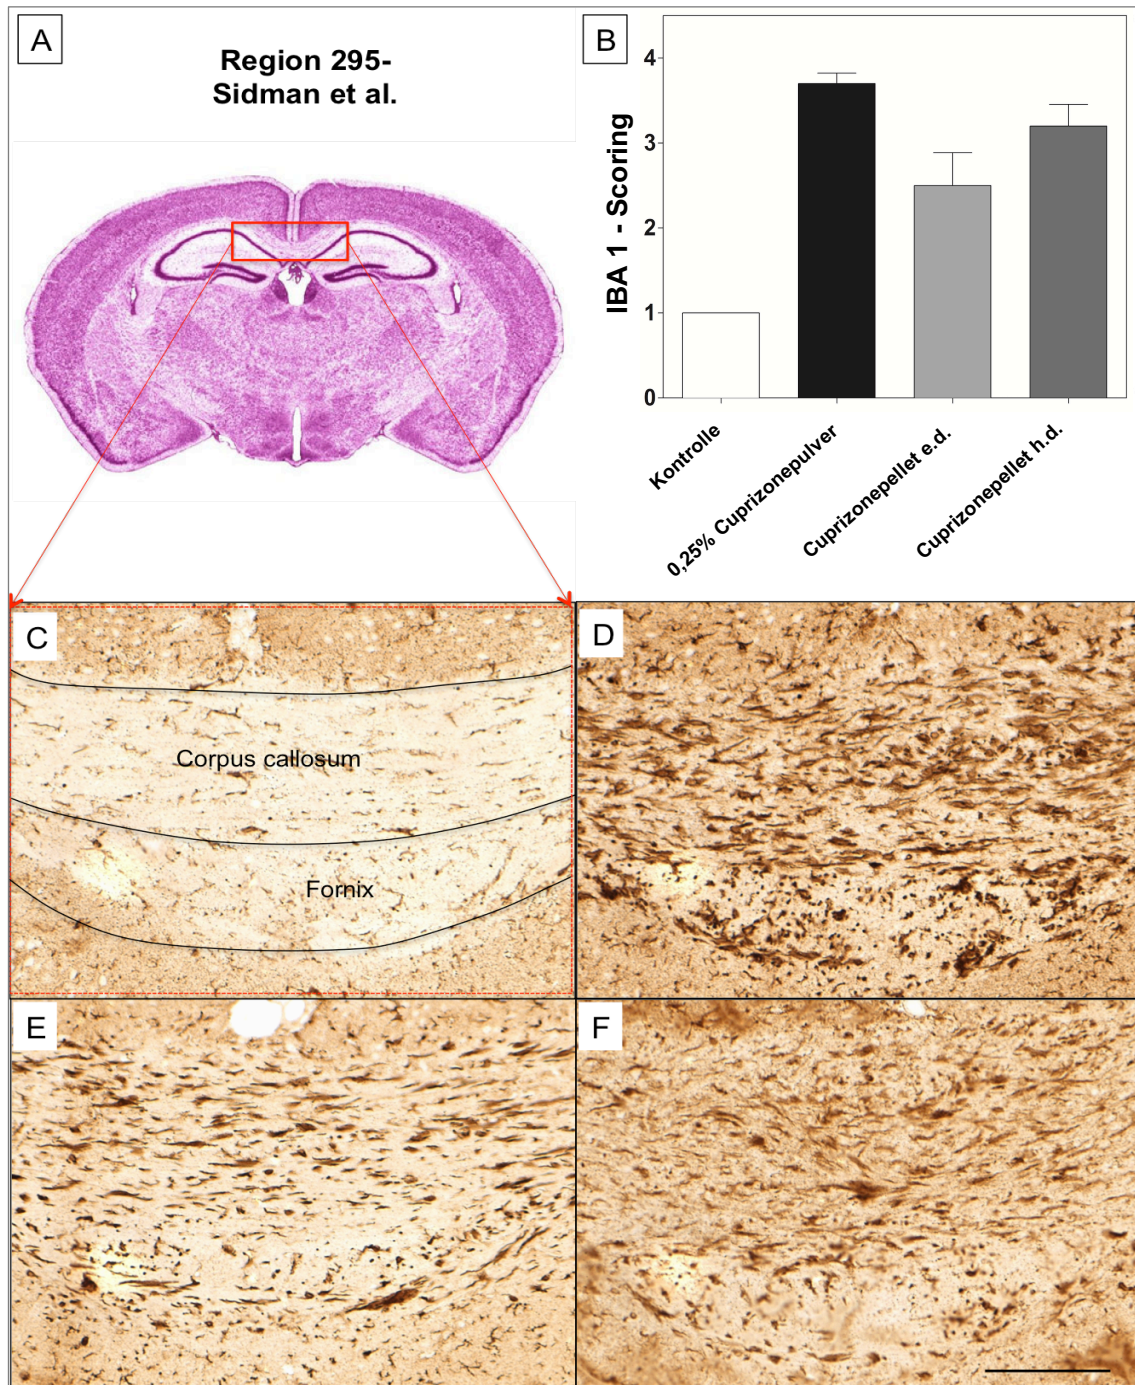 A
Region 295-
Sidman et al.
B
IBA 1 - Scoring
4
3
2
1
0
Kontrolle
0,25% Cuprizonepulver
Cuprizonepellet e.d.
Cuprizonepellet h.d.
C
Corpus callosum
Fornix
D
E
F